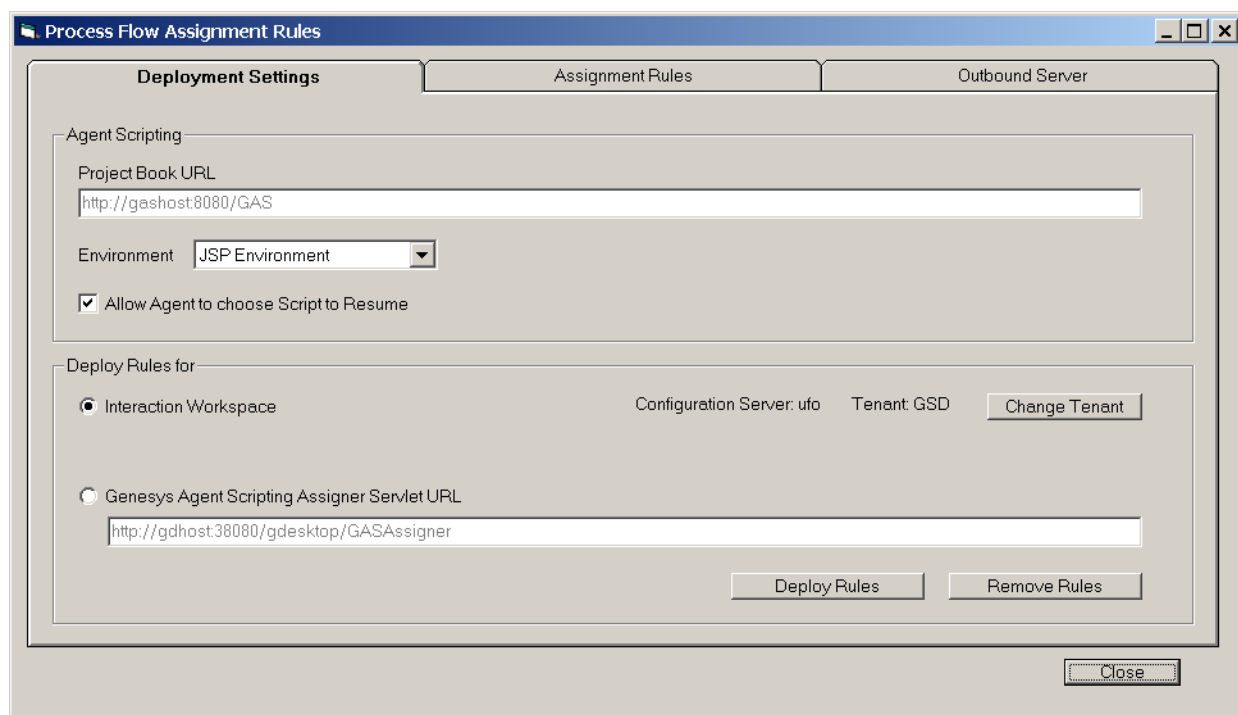 Process Flow Assignment Rules
Deployment Settings Assignment Rules Outbound Server
Agent Scripting
Project Book URL
http://gashost:8080/GAS
Environment JSP Environment
Allow Agent to choose Script to Resume
Deploy Rules for
Interaction Workspace Configuration Server: ufo Tenant: GSD Change Tenant
Genesys Agent Scripting Assigner Servlet URL
http://gdhost:38080/gdesktop/GASAssigner
Deploy Rules Remove Rules
Close